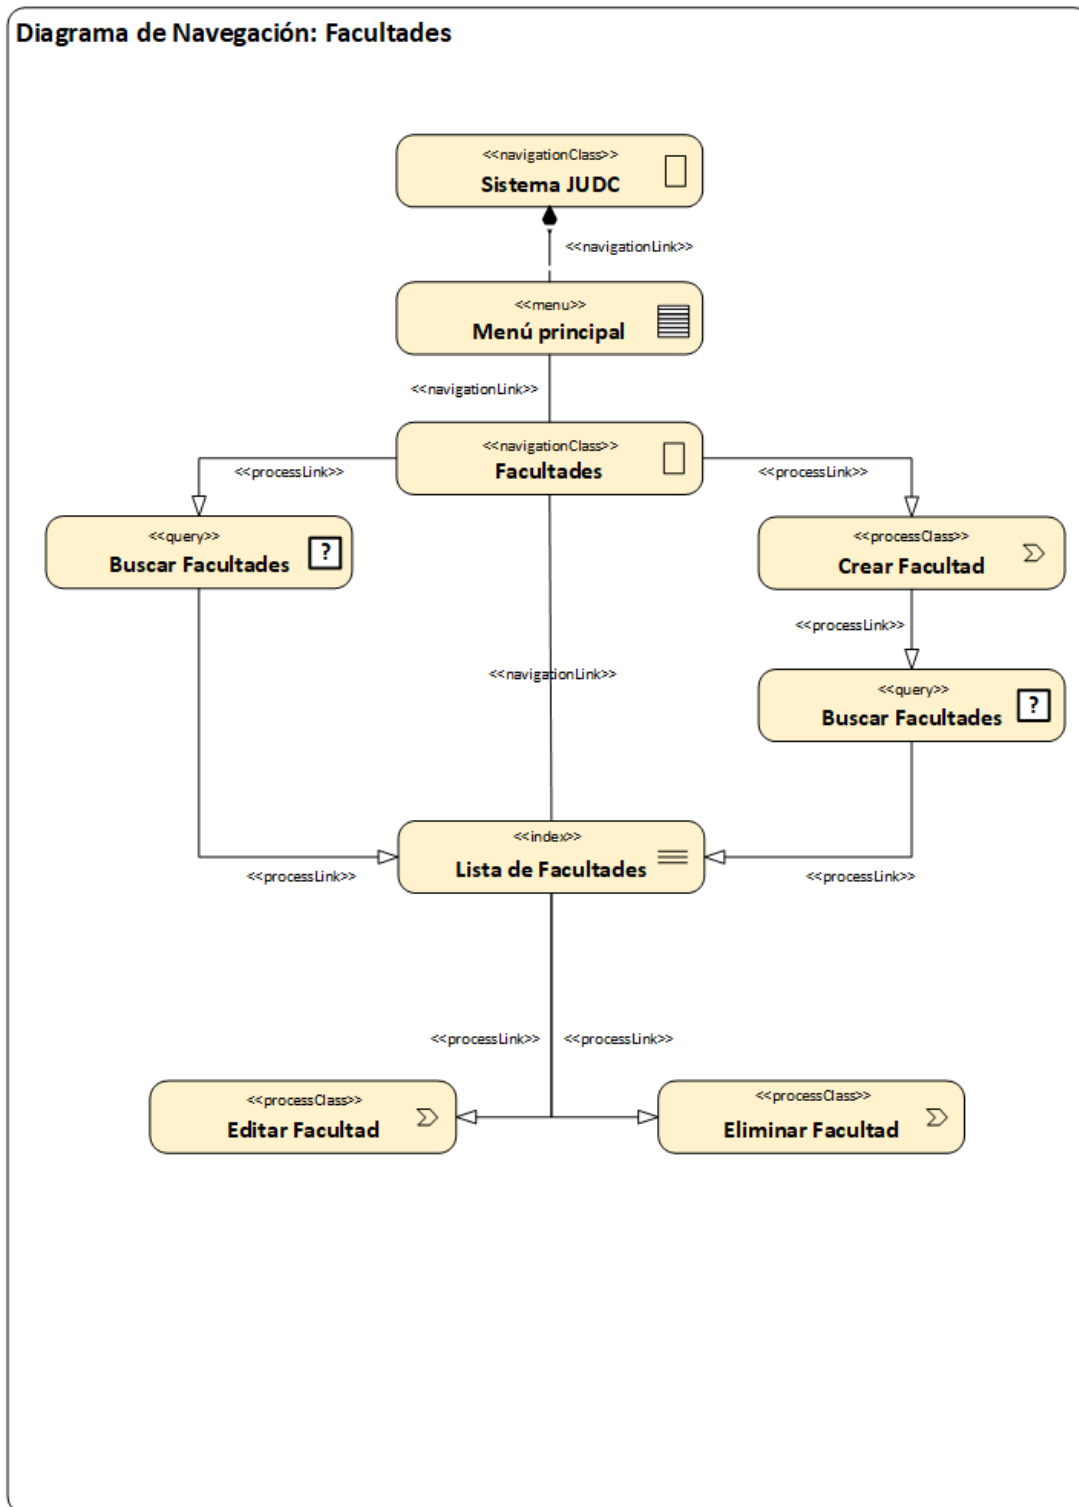 Diagrama de Navegación: Facultades
<<navigationClass>>
Sistema JUDC
<<navigationLink>>
<<menu>>
Menú principal
<<navigationLink>>
<<navigationClass>>
Facultades
<<processLink>>
<<processLink>>
<<query>>
Buscar Facultades
?
<<processClass>>
Crear Facultad
<<processLink>>
<<navigationLink>>
<<query>>
Buscar Facultades
?
<<index>>
Lista de Facultades
<<processLink>>
<<processLink>>
<<processLink>>
<<processLink>>
<<processClass>>
Editar Facultad
<<processClass>>
Eliminar Facultad